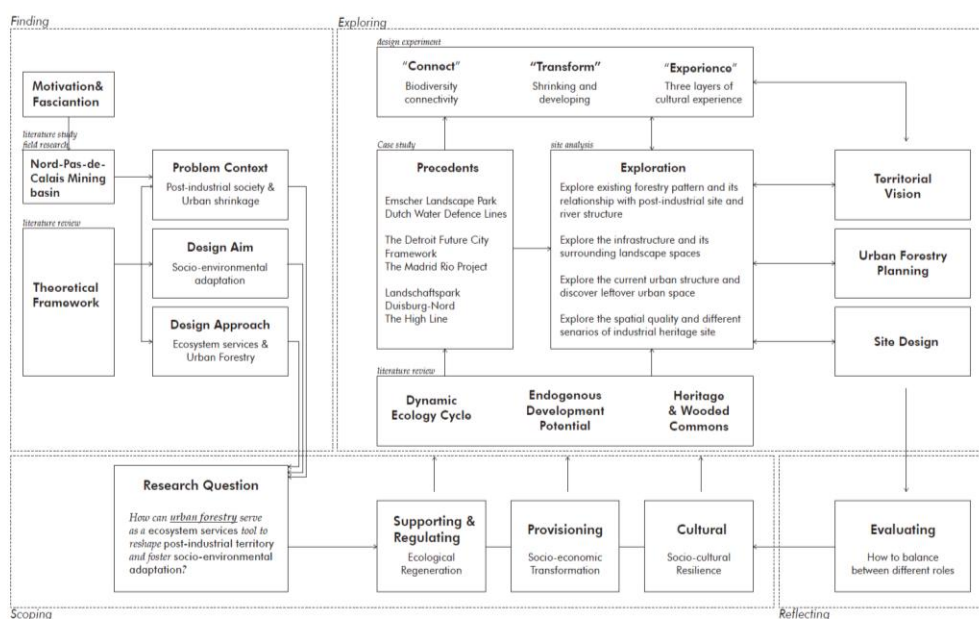 Finding
Exploring
Motivation&
Fasciantion
literature study
field research
Nord-Pas-de-
Calais Mining
basin
literature review
Theoretical
Framework
Problem Context
Post-industrial society &
Urban shrinkage
Design Aim
Socio-environmental
adaptation
Design Approach
Ecosystem services &
Urban Forestry
design experiment
"Connect"
Biodiversity
connectivity
"Transform"
Shrinking and
developing
"Experience"
Three layers of
cultural experience
Case study
Precedents
Emscher Landscape Park
Dutch Water Defence Lines
The Detroit Future City
Framework
The Madrid Rio Project
Landschaftspark
Duisburg-Nord
The High Line
site analysis
Exploration
Explore existing forestry pattern and its
relationship with post-industrial site and
river structure
Explore the infrastructure and its
surrounding landscape spaces
Explore the current urban structure and
discover leftover urban space
Explore the spatial quality and different
senarios of industrial heritage site
Territorial
Vision
Urban Forestry
Planning
Site Design
literature review
Dynamic
Ecology Cycle
Endogenous
Development
Potential
Heritage
& Wooded
Commons
Research Question
How can urban forestry serve
as a ecosystem services tool to
reshape post-industrial territory
and foster socio-environmental
adaptation?
Supporting &
Regulating
Ecological
Regeneration
Provisioning
Socio-economic
Transformation
Cultural
Socio-cultural
Resilience
Evaluating
How to balance
between different roles
Scoping
Reflecting